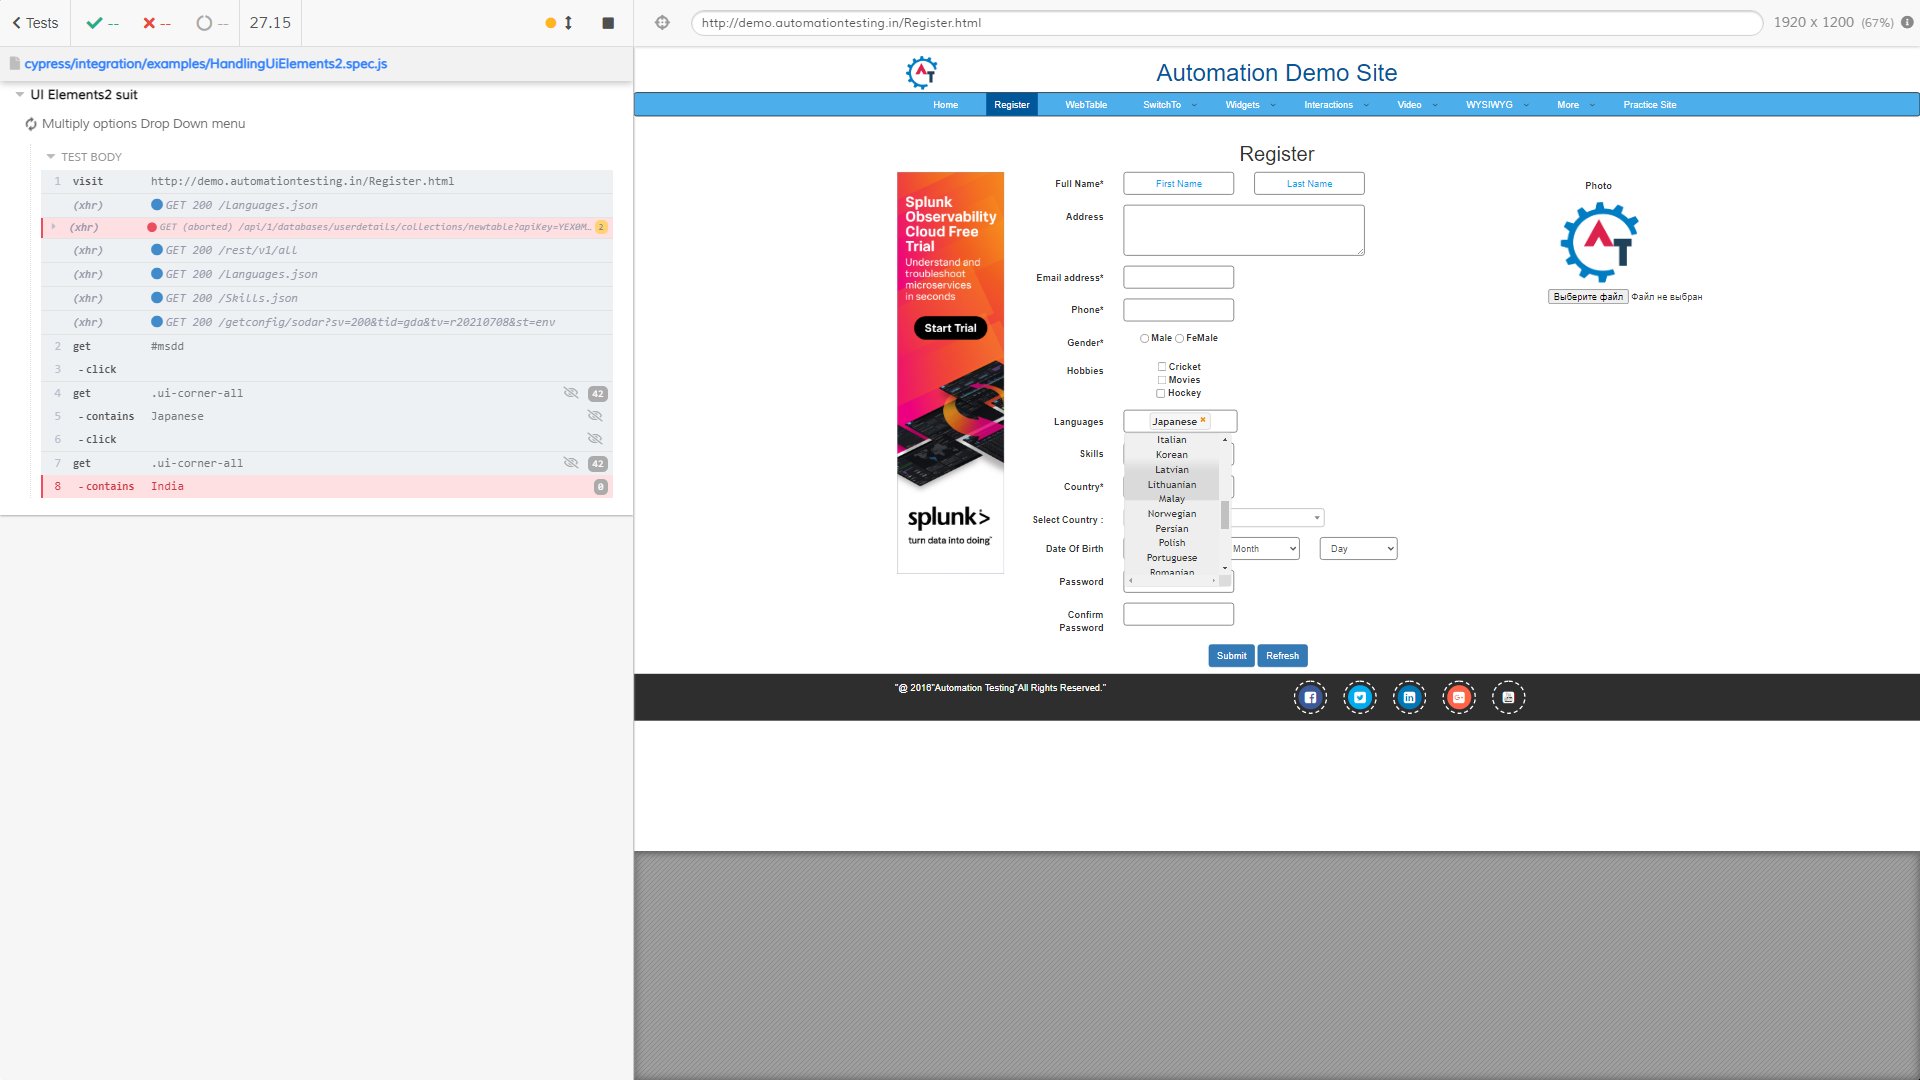 Tests
--
--
--
27.15
http://demo.automationtesting.in/Register.html
1920 x 1200 (67%)
cypress/integration/examples/HandlingUiElements2.spec.js
UI Elements2 suit
Multiply options Drop Down menu
TEST BODY
1 visit http://demo.automationtesting.in/Register.html
(xhr) GET 200 /Languages.json
(xhr) GET (aborted) /api/1/databases/userdetails/collections/newtable?apiKey=YEX0M... 2
(xhr) GET 200 /rest/v1/all
(xhr) GET 200 /Languages.json
(xhr) GET 200 /Skills.json
(xhr) GET 200 /getconfig/sodar?sv=200&tid=gda&tv=r20210708&st=env
2 get #msdd
3 - click
4 get .ui-corner-all 42
5 - contains Japanese
6 - click
7 get .ui-corner-all 42
8 - contains India 0
AT
Automation Demo Site
Home Register WebTable SwitchTo Widgets Interactions Video WYSIWYG More Practice Site
Register
Splunk
Observability
Cloud Free
Trial
Understand and
troubleshoot
microservices
in seconds
Start Trial
splunk>
turn data into doing™
Full Name* First Name Last Name
Address
Email address*
Phone*
Gender* Male FeMale
Hobbies Cricket
Movies
Hockey
Languages Japanese
Italian
Korean
Latvian
Lithuanian
Malay
Norwegian
Persian
Polish
Portuguese
Romanian
Skills
Country*
Select Country :
Date Of Birth Month Day
Password
Confirm
Password
Photo
AT
Выберите файл Файл не выбран
Submit Refresh
"@ 2016"Automation Testing"All Rights Reserved."